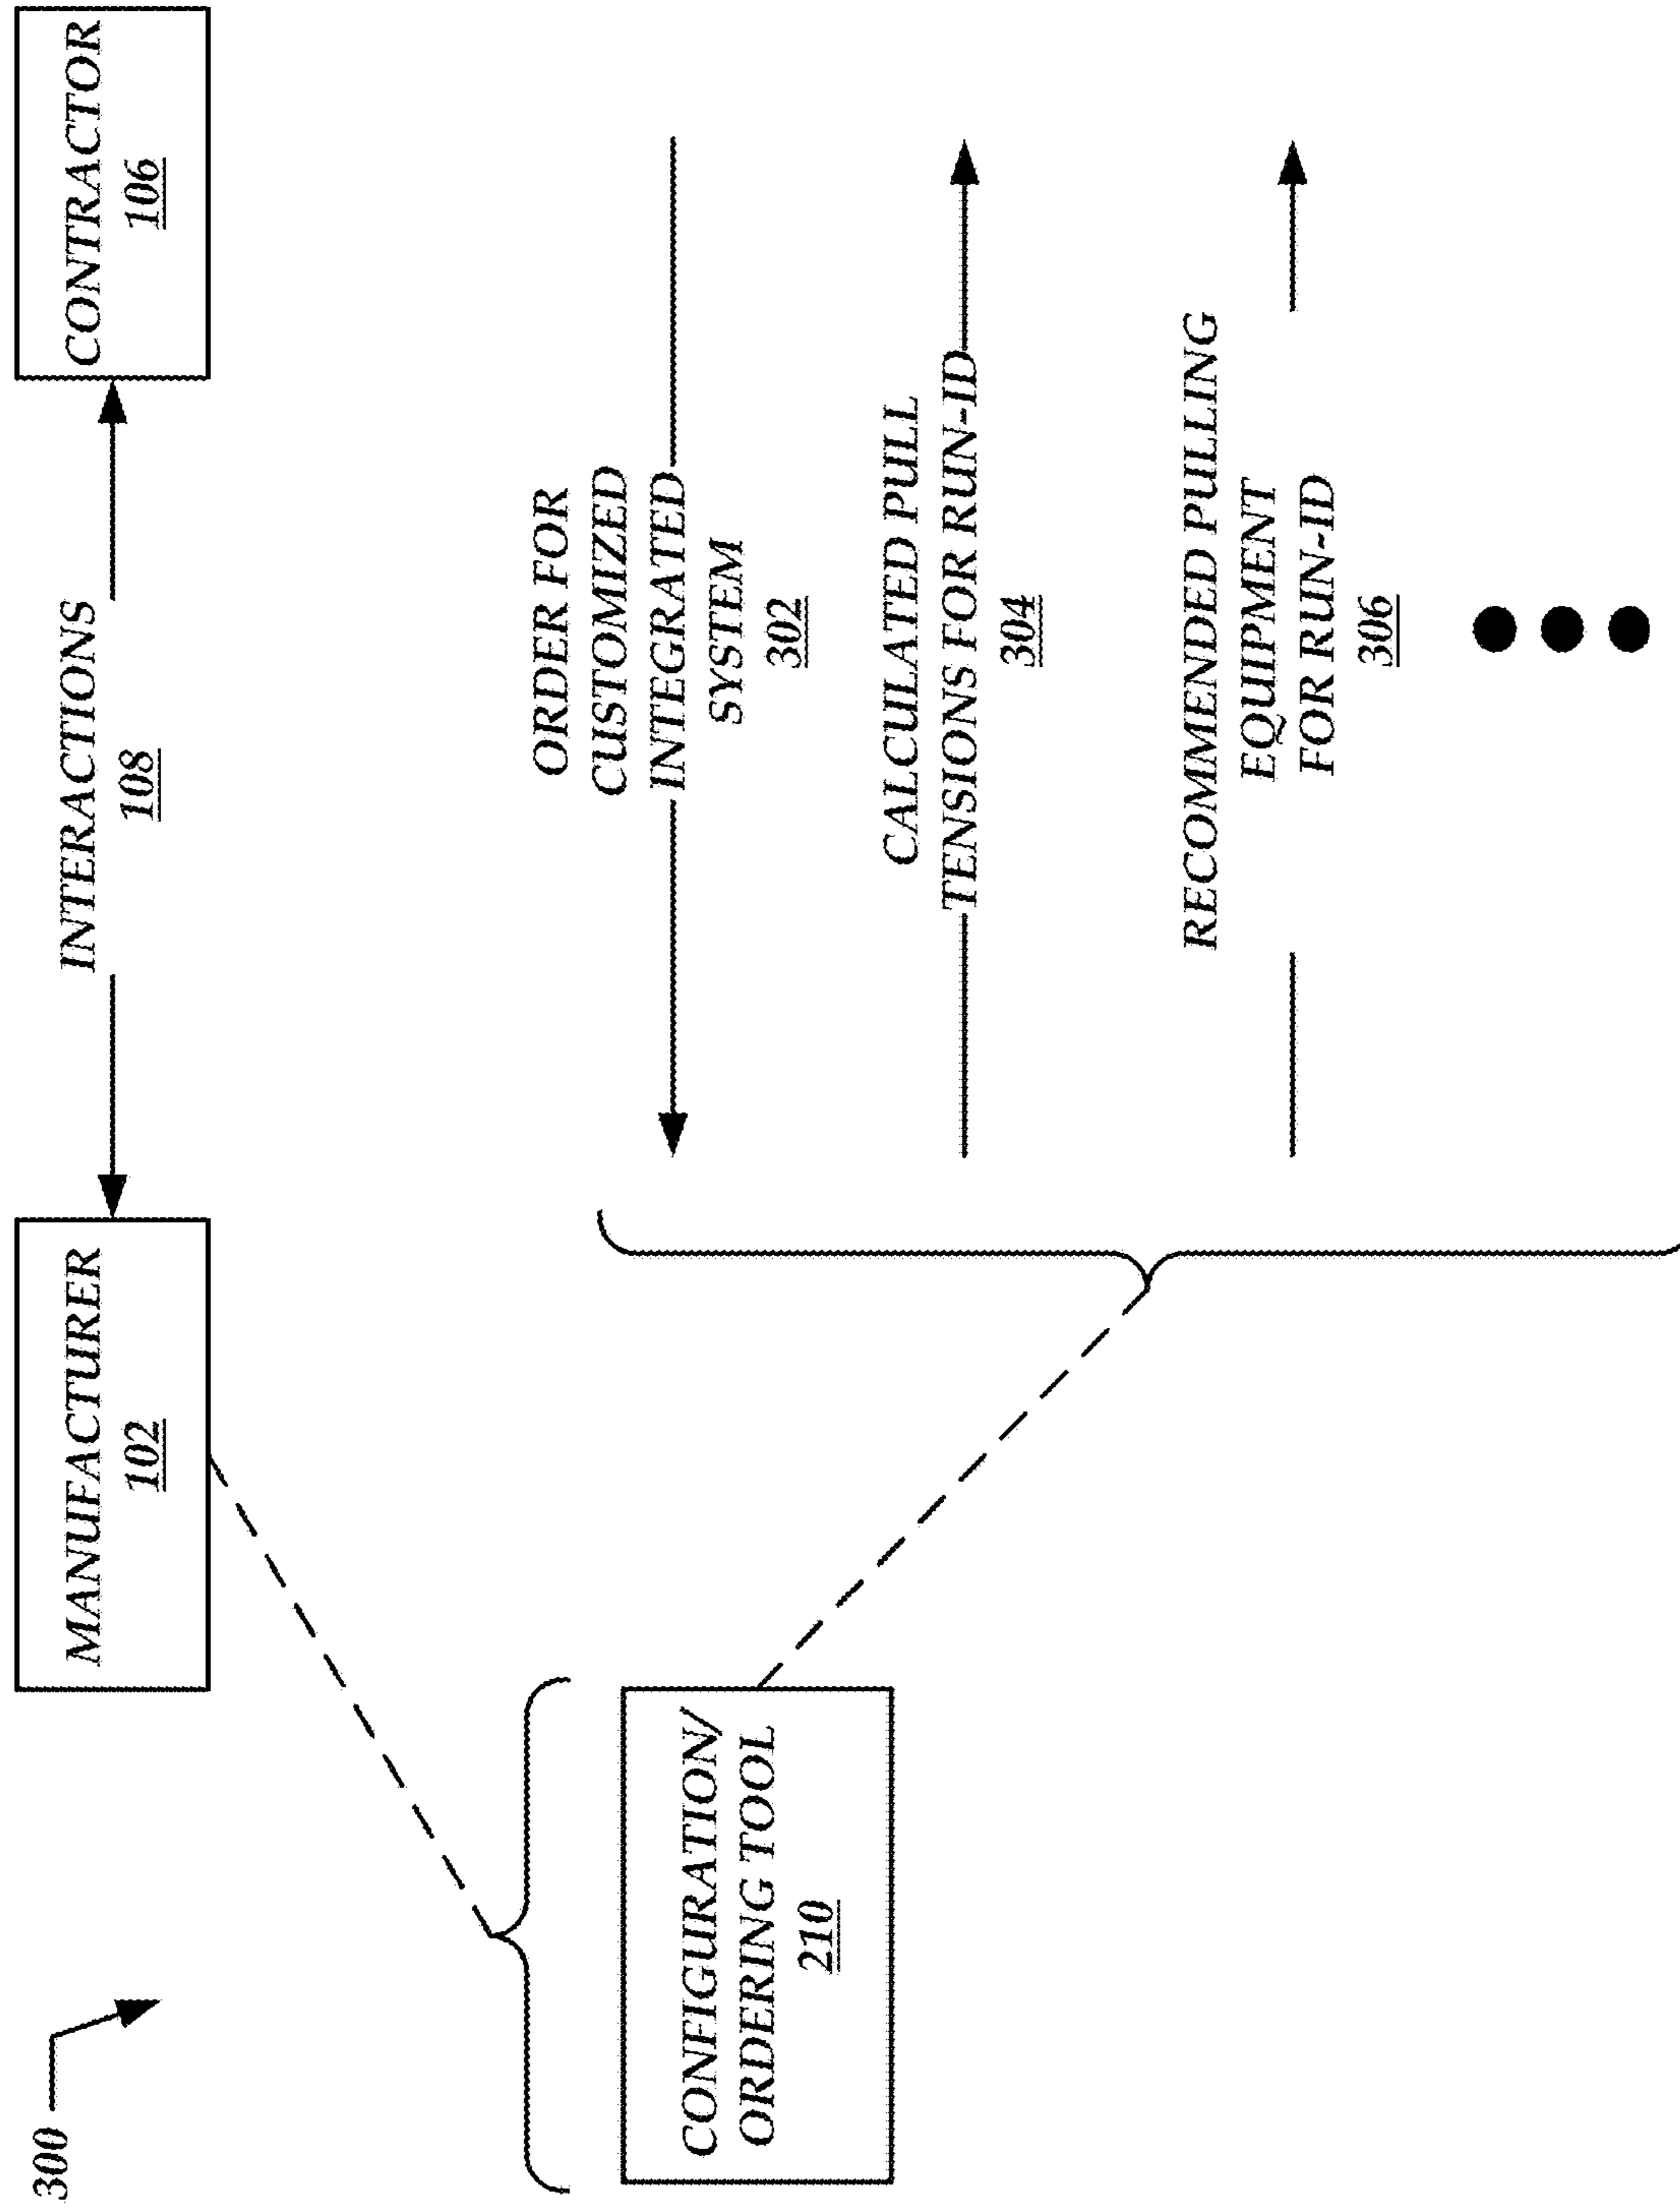 300
MANUFACTURER
102
INTERACTIONS
108
CONTRACTOR
106
CONFIGURATION/
ORDERING TOOL
210
ORDER FOR
CUSTOMIZED
INTEGRATED
SYSTEM
302
CALCULATED PULL
TENSIONS FOR RUN-ID
304
RECOMMENDED PULLING
EQUIPMENT
FOR RUN-ID
306